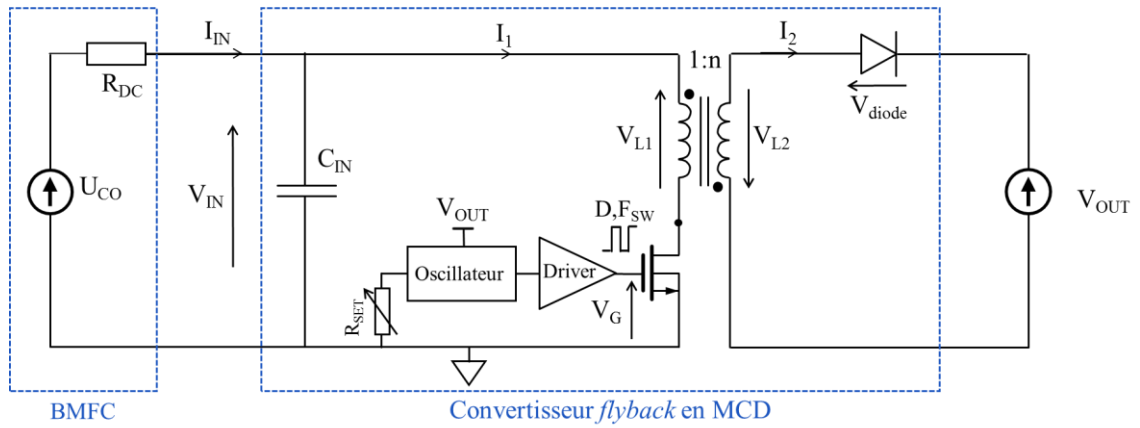 I_IN
I_1
1:n
I_2
R_DC
V_diode
C_IN
V_L1
V_L2
U_CO
V_IN
V_OUT
V_OUT
D,F_SW
Oscillateur
Driver
R_SET
V_G
BMFC
Convertisseur flyback en MCD